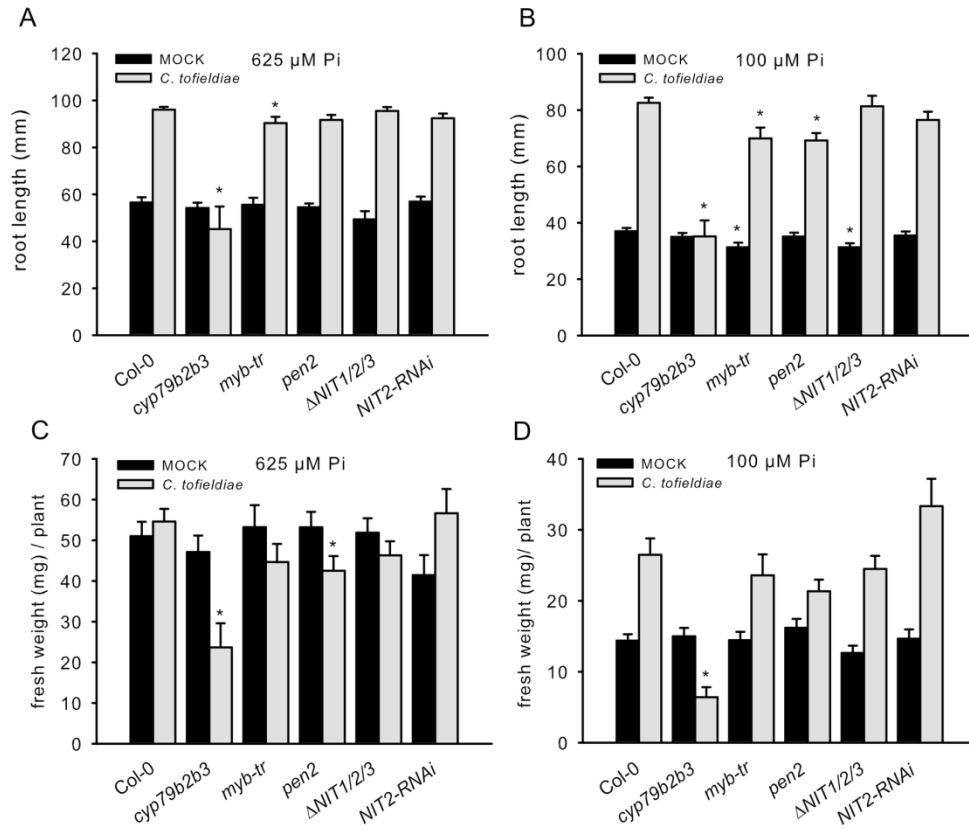 A
MOCK
C. tofieldiae
625 µM Pi
root length (mm)
120
100
80
60
40
20
0
*
*
Col-0
cyp79b2b3
myb-tr
pen2
ΔNIT1/2/3
NIT2-RNAi
B
MOCK
C. tofieldiae
100 µM Pi
root length (mm)
100
80
60
40
20
0
*
*
*
*
*
Col-0
cyp79b2b3
myb-tr
pen2
ΔNIT1/2/3
NIT2-RNAi
C
MOCK
C. tofieldiae
625 µM Pi
fresh weight (mg) / plant
70
60
50
40
30
20
10
0
*
*
Col-0
cyp79b2b3
myb-tr
pen2
ΔNIT1/2/3
NIT2-RNAi
D
MOCK
C. tofieldiae
100 µM Pi
fresh weight (mg)/ plant
40
30
20
10
0
*
Col-0
cyp79b2b3
myb-tr
pen2
ΔNIT1/2/3
NIT2-RNAi